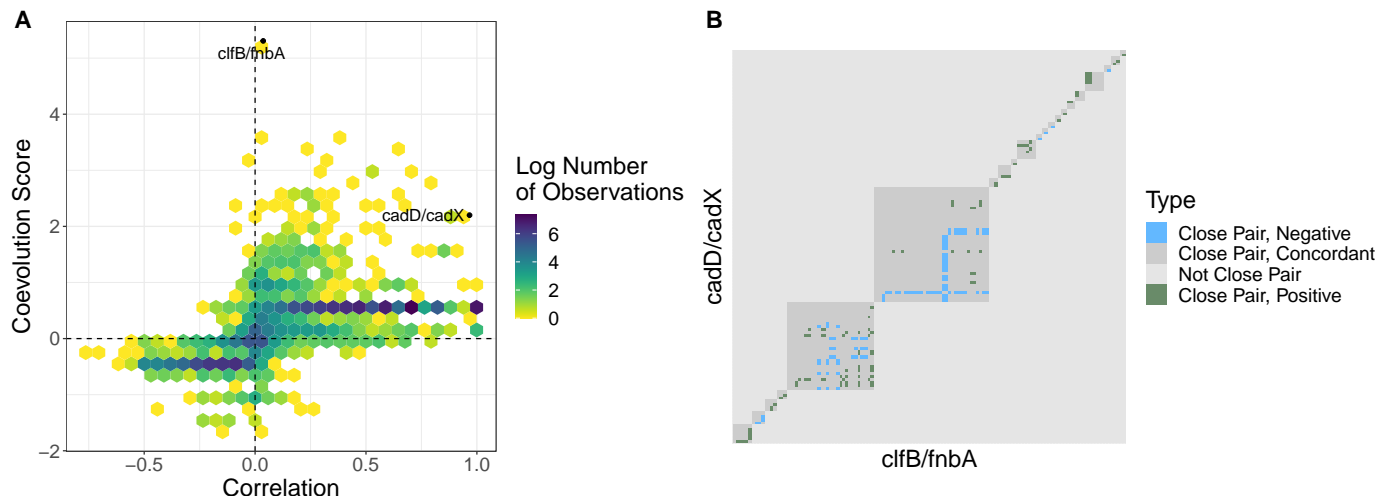 A
clfB/fnbA
cadD/cadX
4
2
0
−2
Coevolution Score
−0.5
0.0
0.5
1.0
Correlation
Log Number
of Observations
6
4
2
0
B
cadD/cadX
clfB/fnbA
Type
Close Pair, Negative
Close Pair, Concordant
Not Close Pair
Close Pair, Positive